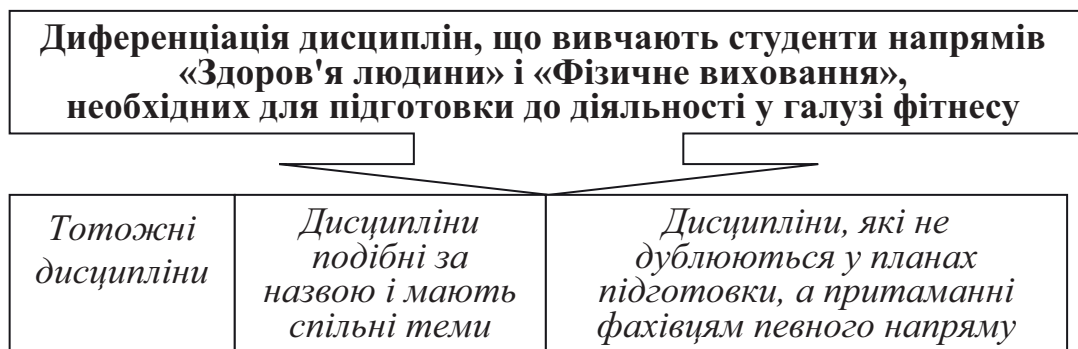 Диференціація дисциплін, що вивчають студенти напрямів
«Здоров'я людини» і «Фізичне виховання»,
необхідних для підготовки до діяльності у галузі фітнесу
Тотожні
дисципліни
Дисципліни
подібні за
назвою і мають
спільні теми
Дисципліни, які не
дублюються у планах
підготовки, а притаманні
фахівцям певного напряму